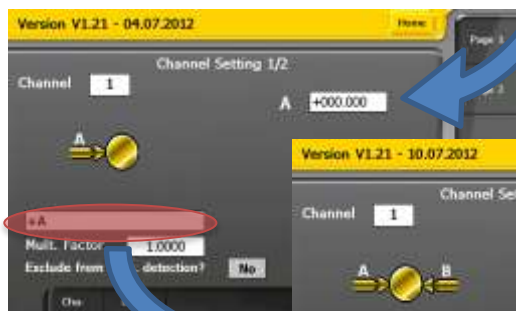 Version V1.21 - 04.07.2012
Home
Page 1
Channel Setting 1/2
Channel 1
A +000.000
A
+A
Mult. Factor 1.0000
Exclude from detection? No
Cha
Version V1.21 - 10.07.2012
Channel Set
Channel 1
A B